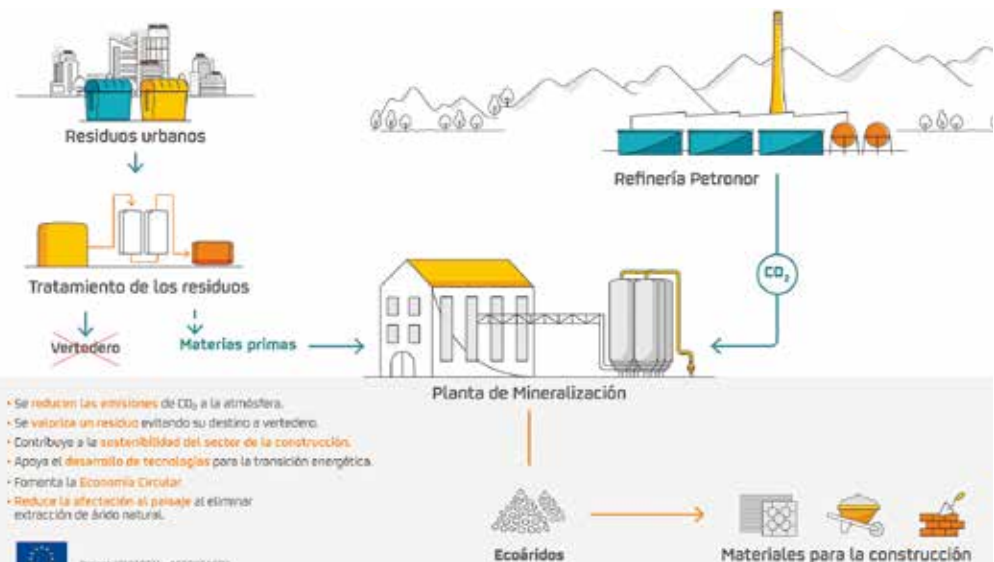 Residuos urbanos
Refinería Petronor
CO₂
Tratamiento de los residuos
Vertedero
Materias primas
Planta de Mineralización
• Se reducen las emisiones de CO₂ a la atmósfera.
• Se valoriza un residuo evitando su destino a vertedero.
• Contribuye a la sostenibilidad del sector de la construcción.
• Apoya el desarrollo de tecnologías para la transición energética.
• Fomenta la Economía Circular
• Reduce la afectación al paisaje al eliminar
extracción de árido natural.
Ecoáridos
Materiales para la construcción